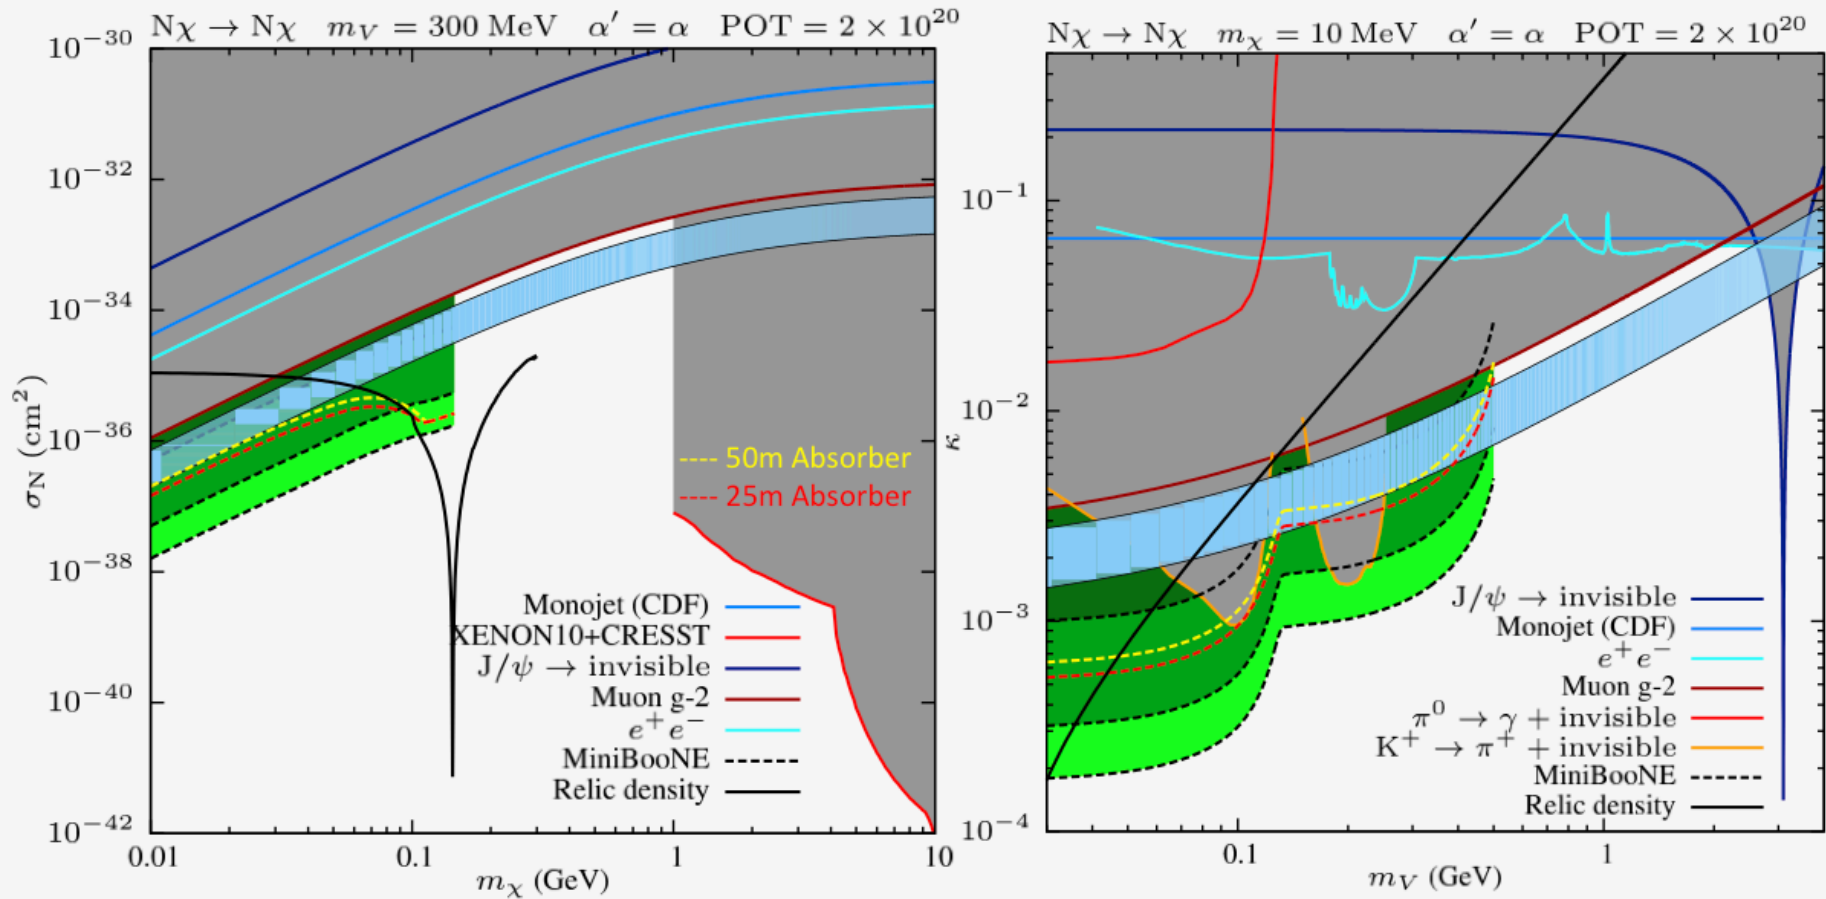 Nχ → Nχ m_V = 300 MeV α′ = α POT = 2 × 10^20
10^−30
10^−32
10^−34
10^−36
10^−38
10^−40
10^−42
σ_N (cm^2)
50m Absorber
25m Absorber
Monojet (CDF)
XENON10+CRESST
J/ψ → invisible
Muon g-2
e^+e^−
MiniBooNE
Relic density
0.01 0.1 1 10
m_χ (GeV)
Nχ → Nχ m_χ = 10 MeV α′ = α POT = 2 × 10^20
10^−1
10^−2
10^−3
10^−4
κ
J/ψ → invisible
Monojet (CDF)
e^+e^−
Muon g-2
π^0 → γ + invisible
K^+ → π^+ + invisible
MiniBooNE
Relic density
0.1 1
m_V (GeV)